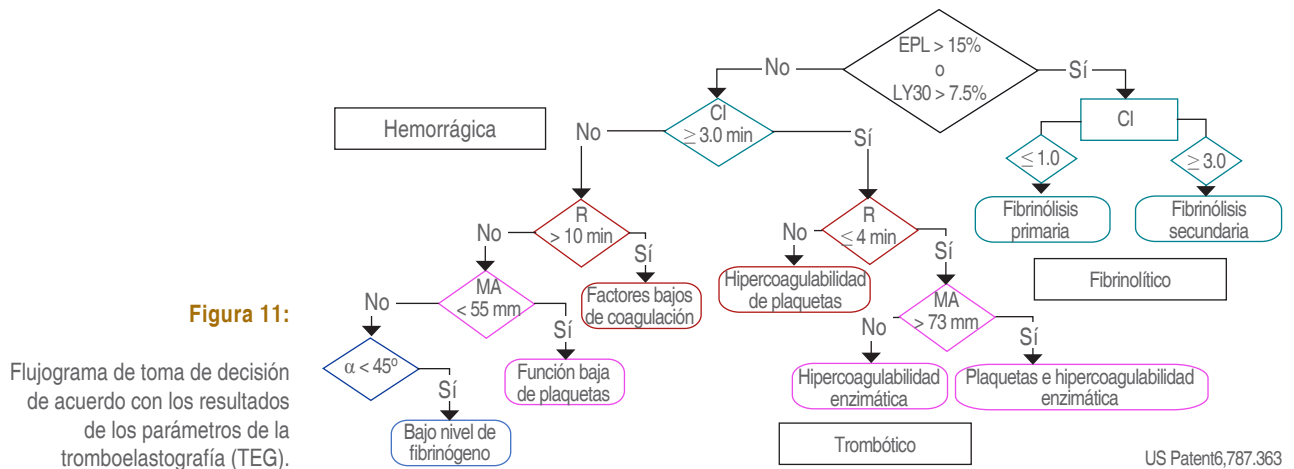 EPL > 15%
o
LY30 > 7.5%
No
Sí
Hemorrágica
CI
≥ 3.0 min
CI
No
Sí
≤ 1.0
≥ 3.0
Fibrinólisis
primaria
Fibrinólisis
secundaria
R
> 10 min
R
≤ 4 min
No
Sí
No
Sí
Fibrinolítico
MA
< 55 mm
Factores bajos
de coagulación
Hipercoagulabilidad
de plaquetas
MA
> 73 mm
No
Sí
No
Sí
α < 45º
Función baja
de plaquetas
Hipercoagulabilidad
enzimática
Plaquetas e hipercoagulabilidad
enzimática
Sí
Bajo nivel de
fibrinógeno
Trombótico
US Patent6,787.363
Figura 11:
Flujograma de toma de decisión
de acuerdo con los resultados
de los parámetros de la
tromboelastografía (TEG).